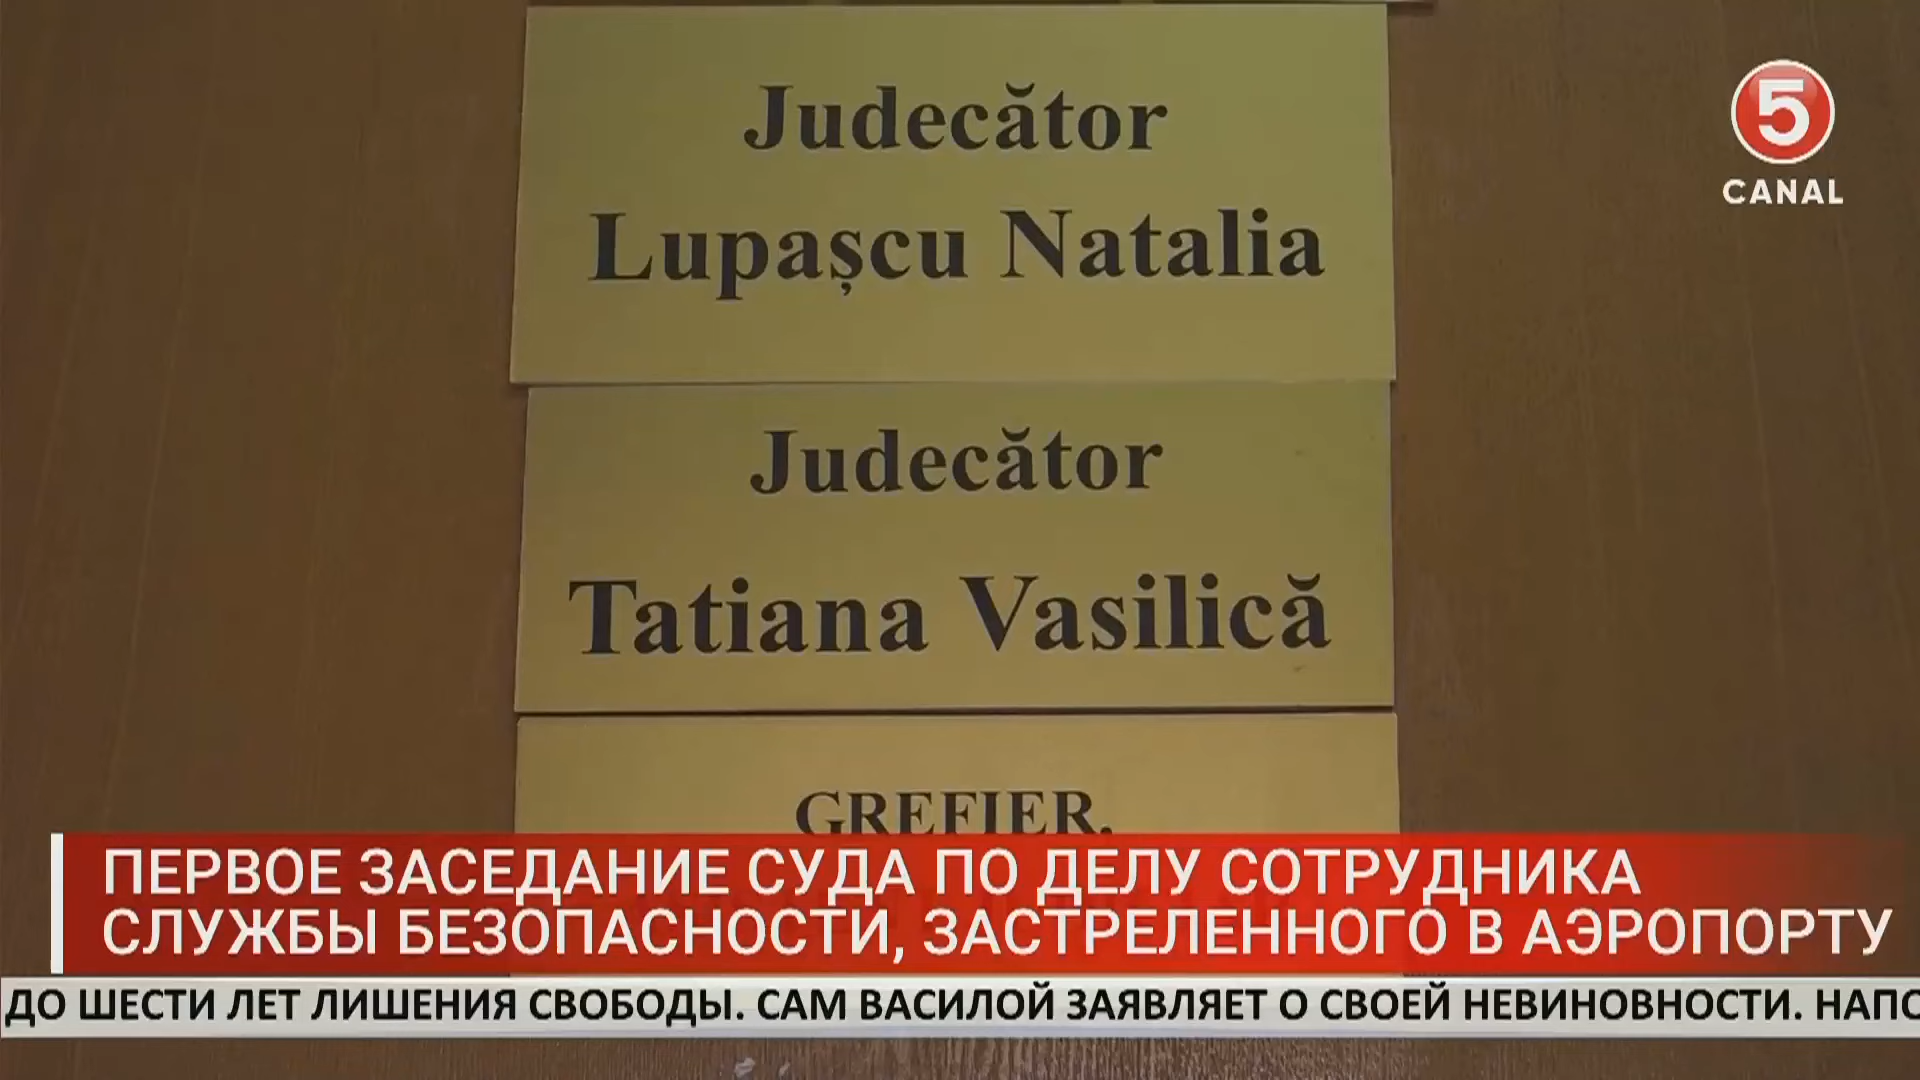 Judecător
Lupașcu Natalia
5
CANAL
Judecător
Tatiana Vasilică
GREFIER,
ПЕРВОЕ ЗАСЕДАНИЕ СУДА ПО ДЕЛУ СОТРУДНИКА
СЛУЖБЫ БЕЗОПАСНОСТИ, ЗАСТРЕЛЕННОГО В АЭРОПОРТУ
ДО ШЕСТИ ЛЕТ ЛИШЕНИЯ СВОБОДЫ. САМ ВАСИЛОЙ ЗАЯВЛЯЕТ О СВОЕЙ НЕВИНОВНОСТИ. НАПО